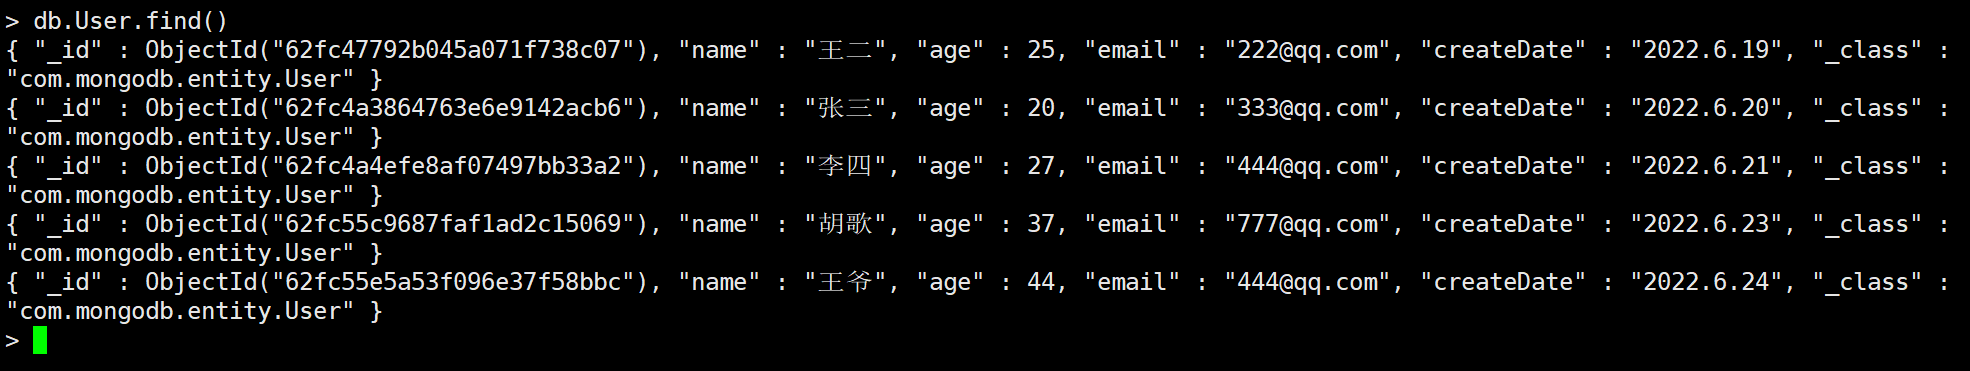 > db.User.find()
{ "_id" : ObjectId("62fc47792b045a071f738c07"), "name" : "王二", "age" : 25, "email" : "222@qq.com", "createDate" : "2022.6.19", "_class" :
"com.mongodb.entity.User" }
{ "_id" : ObjectId("62fc4a3864763e6e9142acb6"), "name" : "张三", "age" : 20, "email" : "333@qq.com", "createDate" : "2022.6.20", "_class" :
"com.mongodb.entity.User" }
{ "_id" : ObjectId("62fc4a4efe8af07497bb33a2"), "name" : "李四", "age" : 27, "email" : "444@qq.com", "createDate" : "2022.6.21", "_class" :
"com.mongodb.entity.User" }
{ "_id" : ObjectId("62fc55c9687faf1ad2c15069"), "name" : "胡歌", "age" : 37, "email" : "777@qq.com", "createDate" : "2022.6.23", "_class" :
"com.mongodb.entity.User" }
{ "_id" : ObjectId("62fc55e5a53f096e37f58bbc"), "name" : "王爷", "age" : 44, "email" : "444@qq.com", "createDate" : "2022.6.24", "_class" :
"com.mongodb.entity.User" }
>